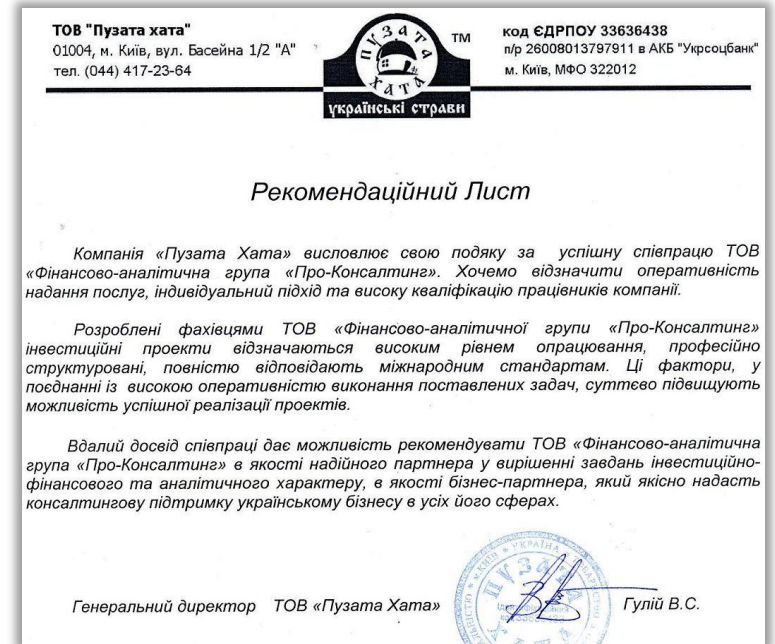 ТОВ "Пузата хата"
01004, м. Київ, вул. Басейна 1/2 "А"
тел. (044) 417-23-64
ПУЗАТА
ХАТА
TM
українські страви
код ЄДРПОУ 33636438
п/р 26008013797911 в АКБ "Укрсоцбанк"
м. Київ, МФО 322012
Рекомендаційний Лист
Компанія «Пузата Хата» висловлює свою подяку за успішну співпрацю ТОВ
«Фінансово-аналітична група «Про-Консалтинг». Хочемо відзначити оперативність
надання послуг, індивідуальний підхід та високу кваліфікацію працівників компанії.
Розроблені фахівцями ТОВ «Фінансово-аналітичної групи «Про-Консалтинг»
інвестиційні проекти відзначаються високим рівнем опрацювання, професійно
структуровані, повністю відповідають міжнародним стандартам. Ці фактори, у
поєднанні із високою оперативністю виконання поставлених задач, суттєво підвищують
можливість успішної реалізації проектів.
Вдалий досвід співпраці дає можливість рекомендувати ТОВ «Фінансово-аналітична
група «Про-Консалтинг» в якості надійного партнера у вирішенні завдань інвестиційно-
фінансового та аналітичного характеру, в якості бізнес-партнера, який якісно надасть
консалтингову підтримку українському бізнесу в усіх його сферах.
Генеральний директор ТОВ «Пузата Хата»
УКРАЇНА
ПУЗАТА
Гулій В.С.